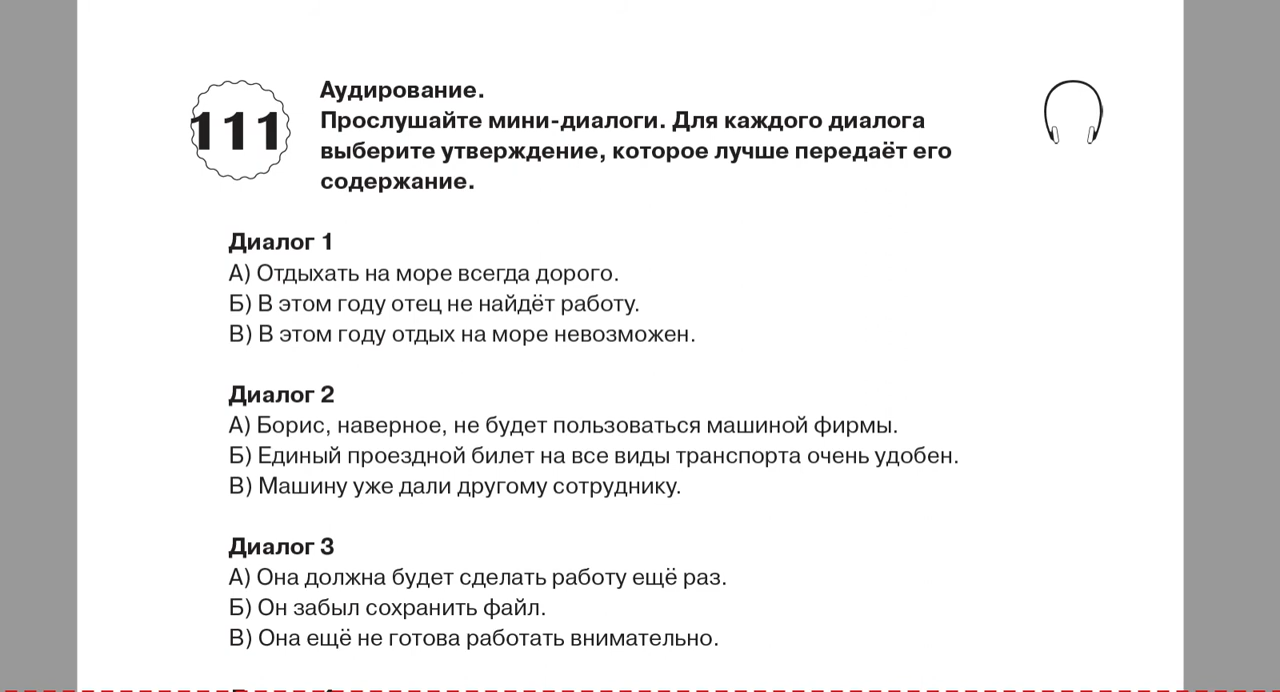 111
Аудирование.
Прослушайте мини-диалоги. Для каждого диалога
выберите утверждение, которое лучше передаёт его
содержание.
Диалог 1
А) Отдыхать на море всегда дорого.
Б) В этом году отец не найдёт работу.
В) В этом году отдых на море невозможен.
Диалог 2
А) Борис, наверное, не будет пользоваться машиной фирмы.
Б) Единый проездной билет на все виды транспорта очень удобен.
В) Машину уже дали другому сотруднику.
Диалог 3
А) Она должна будет сделать работу ещё раз.
Б) Он забыл сохранить файл.
В) Она ещё не готова работать внимательно.